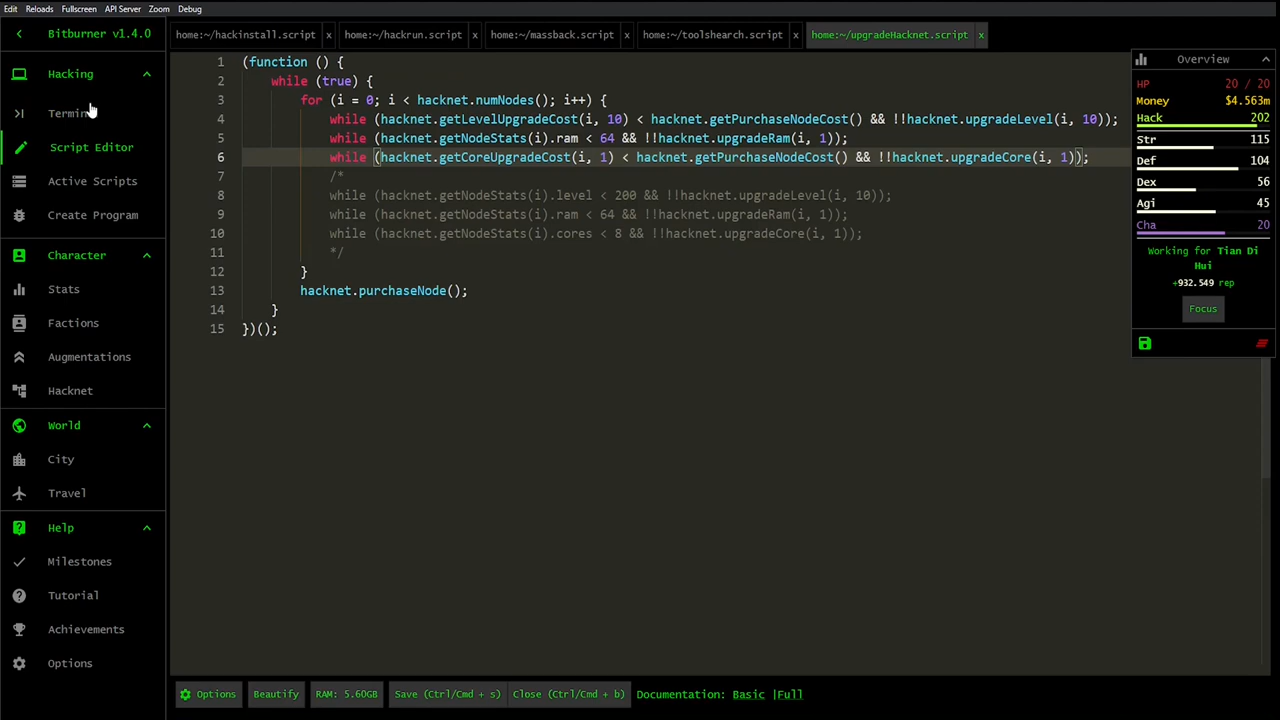 Edit Reloads Fullscreen API Server Zoom Debug
Bitburner v1.4.0
Hacking
Termin
Script Editor
Active Scripts
Create Program
Character
Stats
Factions
Augmentations
Hacknet
World
City
Travel
Help
Milestones
Tutorial
Achievements
Options
home:~/hackinstall.script x home:~/hackrun.script x home:~/massback.script x home:~/toolsearch.script x home:~/upgradeHacknet.script x
1 (function () {
2 while (true) {
3 for (i = 0; i < hacknet.numNodes(); i++) {
4 while (hacknet.getLevelUpgradeCost(i, 10) < hacknet.getPurchaseNodeCost() && !!hacknet.upgradeLevel(i, 10));
5 while (hacknet.getNodeStats(i).ram < 64 && !!hacknet.upgradeRam(i, 1));
6 while (hacknet.getCoreUpgradeCost(i, 1) < hacknet.getPurchaseNodeCost() && !!hacknet.upgradeCore(i, 1));
7 /*
8 while (hacknet.getNodeStats(i).level < 200 && !!hacknet.upgradeLevel(i, 10));
9 while (hacknet.getNodeStats(i).ram < 64 && !!hacknet.upgradeRam(i, 1));
10 while (hacknet.getNodeStats(i).cores < 8 && !!hacknet.upgradeCore(i, 1));
11 */
12 }
13 hacknet.purchaseNode();
14 }
15 })();
Overview
HP 20 / 20
Money $4.563m
Hack 202
Str 115
Def 104
Dex 56
Agi 45
Cha 20
Working for Tian Di
Hui
+932.549 rep
Focus
Options Beautify RAM: 5.60GB Save (Ctrl/Cmd + s) Close (Ctrl/Cmd + b) Documentation: Basic |Full